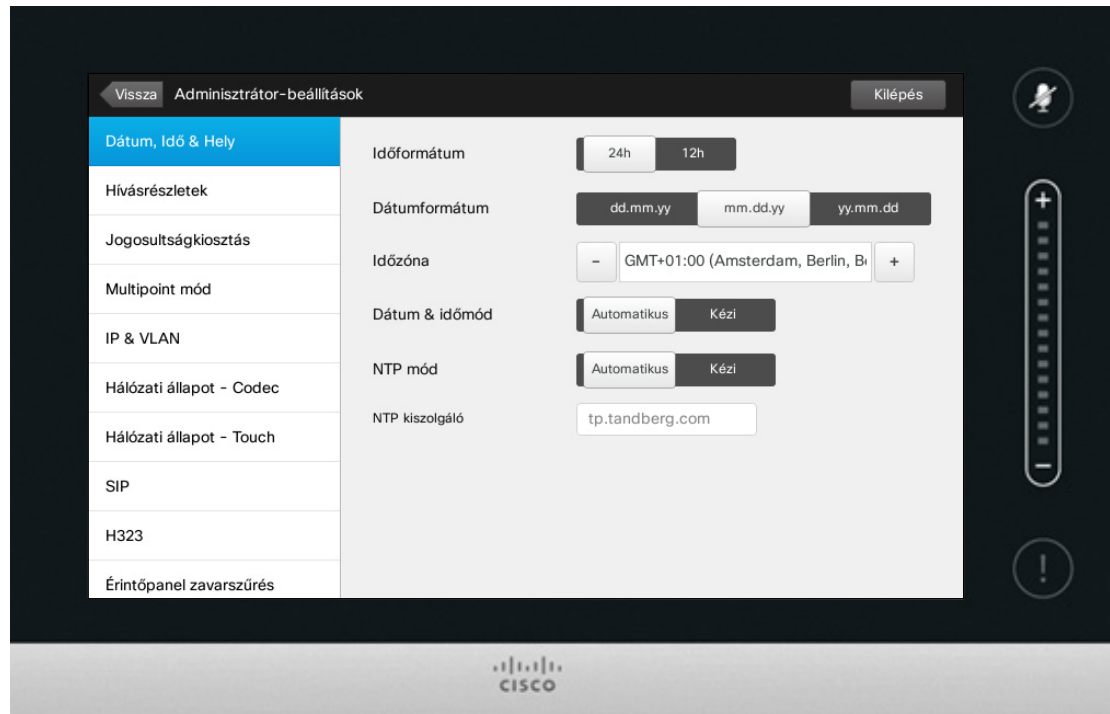 Vissza Adminisztrátor-beállítások Kilépés
Dátum, Idő & Hely
Hívásrészletek
Jogosultságkiosztás
Multipoint mód
IP & VLAN
Hálózati állapot - Codec
Hálózati állapot - Touch
SIP
H323
Érintőpanel zavarszűrés
Időformátum 24h 12h
Dátumformátum dd.mm.yy mm.dd.yy yy.mm.dd
Időzóna - GMT+01:00 (Amsterdam, Berlin, +
Dátum & időmód Automatikus Kézi
NTP mód Automatikus Kézi
NTP kiszolgáló tp.tandberg.com
+
-
!
CISCO